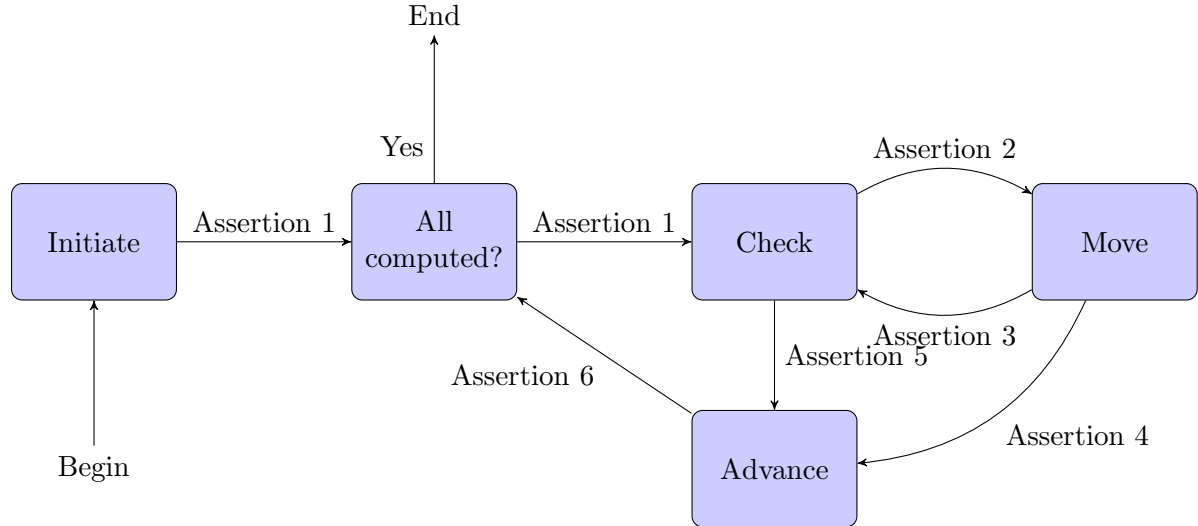 End
Yes
Initiate
Assertion 1
All
computed?
Assertion 1
Check
Assertion 2
Move
Assertion 3
Assertion 5
Assertion 6
Assertion 4
Begin
Advance